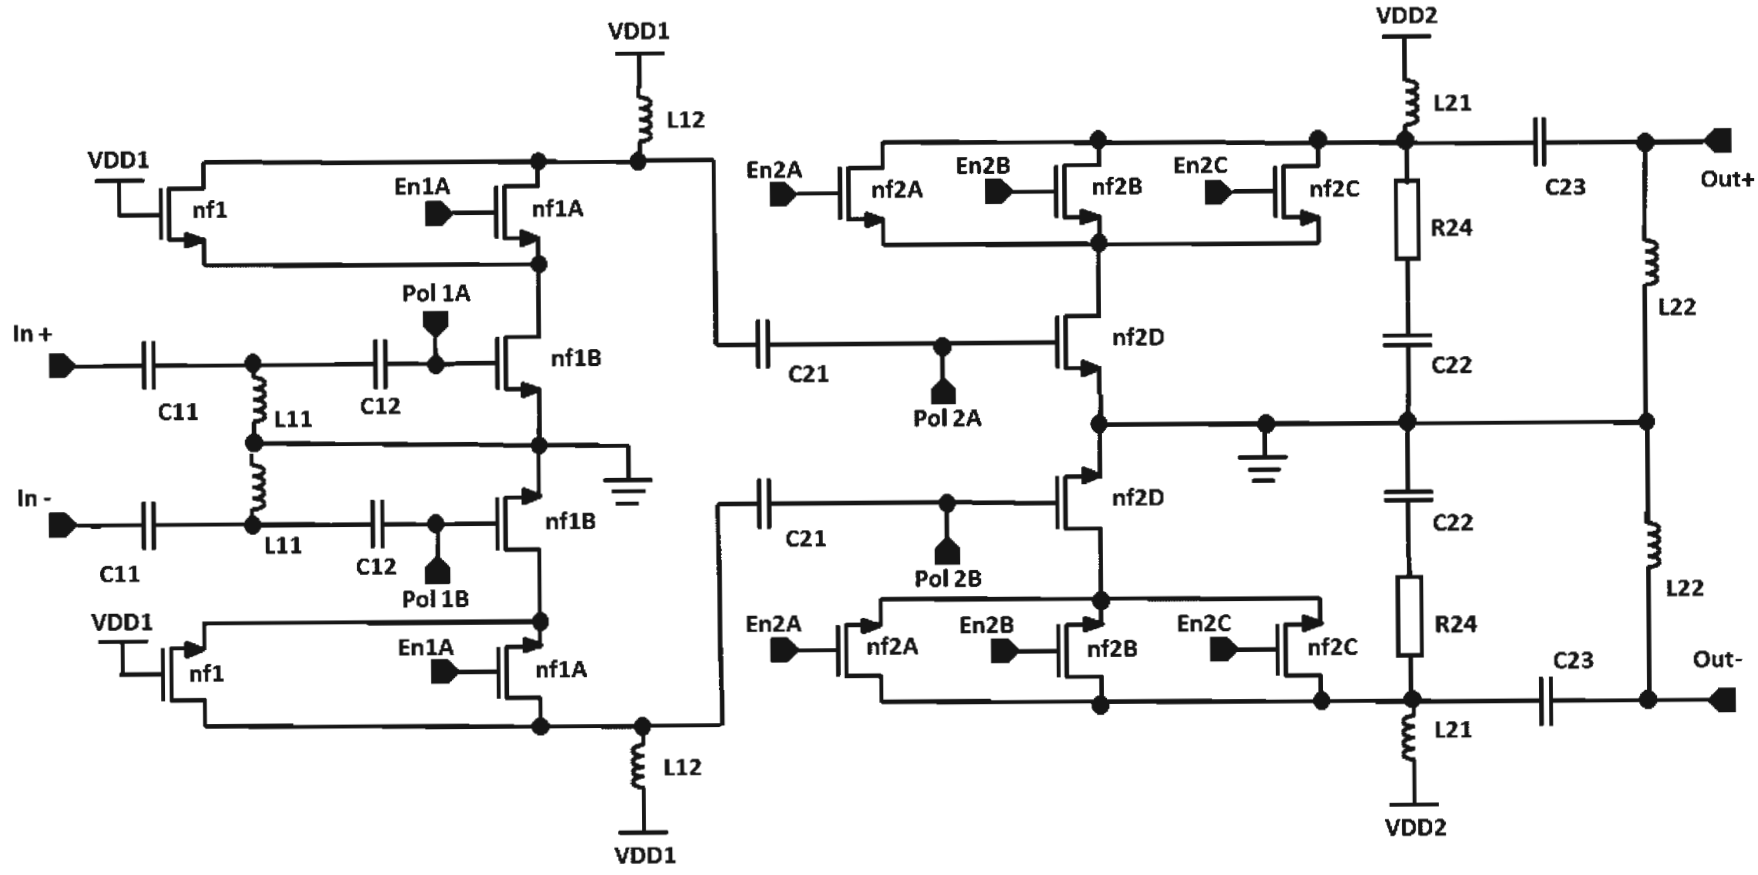 VDD2
VDD1
L21
L12
VDD1
En2A
En2B
En2C
En1A
nf1
nf1A
nf2A
nf2B
nf2C
C23
Out+
R24
Pol 1A
In +
nf1B
nf2D
L22
C11
L11
C12
C21
C22
Pol 2A
In -
nf1B
nf2D
C11
L11
C12
C21
C22
Pol 1B
Pol 2B
L22
VDD1
En1A
En2A
En2B
En2C
R24
nf1
nf1A
nf2A
nf2B
nf2C
C23
Out-
L12
L21
VDD1
VDD2